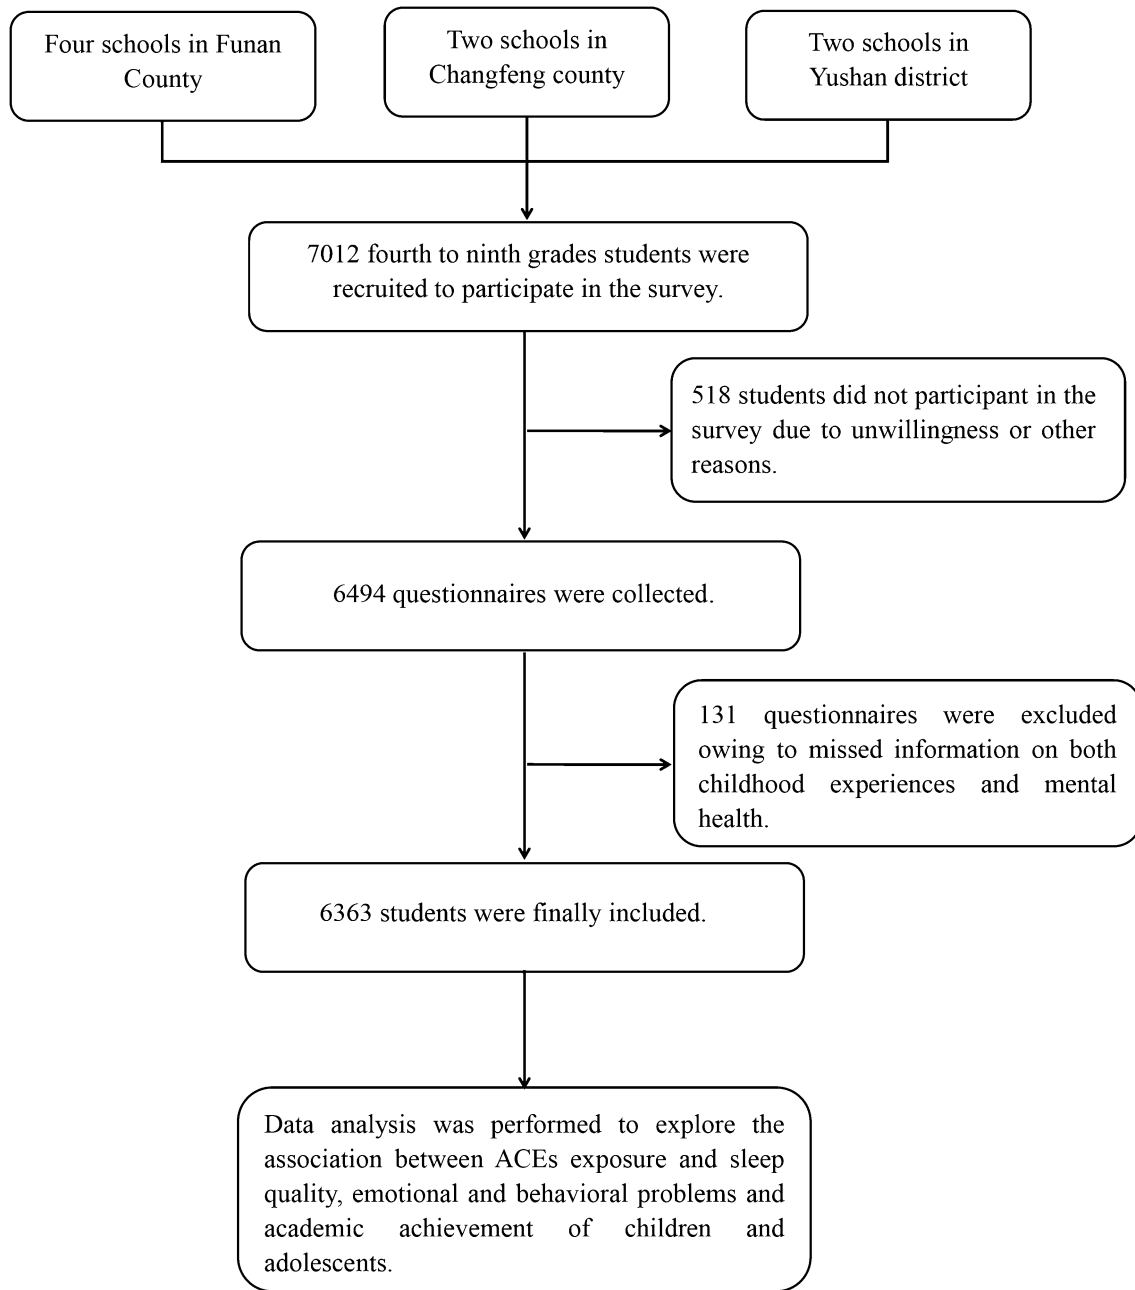 Four schools in Funan
County
Two schools in
Changfeng county
Two schools in
Yushan district
7012 fourth to ninth grades students were
recruited to participate in the survey.
518 students did not participant in the
survey due to unwillingness or other
reasons.
6494 questionnaires were collected.
131 questionnaires were excluded
owing to missed information on both
childhood experiences and mental
health.
6363 students were finally included.
Data analysis was performed to explore the
association between ACEs exposure and sleep
quality, emotional and behavioral problems and
academic achievement of children and
adolescents.